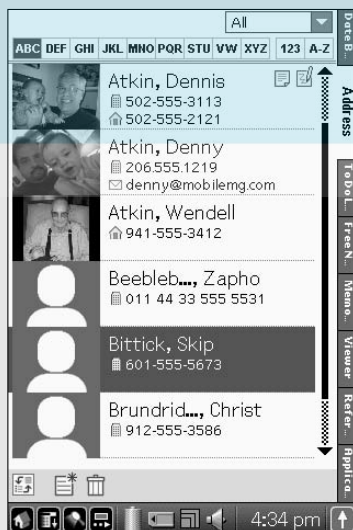 All
ABC DEF GHI JKL MNO PQR STU VW XYZ 123 A-Z
Atkin, Dennis
502-555-3113
502-555-2121
Atkin, Denny
206.555.1219
denny@mobilemg.com
Atkin, Wendell
941-555-3412
Beebleb..., Zapho
011 44 33 555 5531
Bittick, Skip
601-555-5673
Brundrid..., Christ
912-555-3586
DateB...
Address
ToDoL...
FreeN...
Memo...
Viewer
Refer...
Applica...
4:34 pm